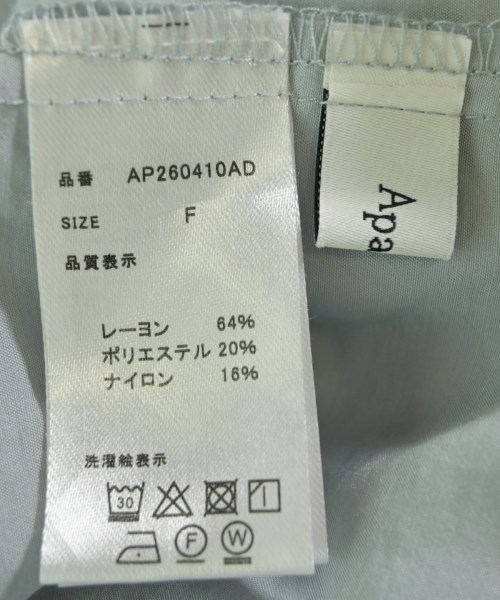 品番 AP260410AD
SIZE F
品質表示
レーヨン 64%
ポリエステル 20%
ナイロン 16%
洗濯絵表示
30
F W
Apa